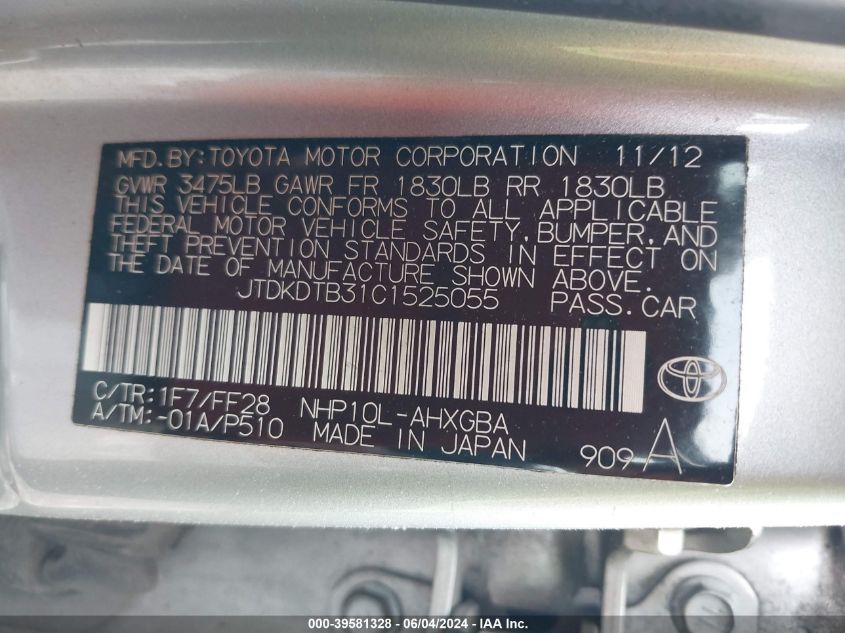 MFD. BY: TOYOTA MOTOR CORPORATION 11/12
GVWR 3475LB GAWR FR 1830LB RR 1830LB
THIS VEHICLE CONFORMS TO ALL APPLICABLE
FEDERAL MOTOR VEHICLE SAFETY, BUMPER, AND
THEFT PREVENTION STANDARDS IN EFFECT ON
THE DATE OF MANUFACTURE SHOWN ABOVE.
JTDKDTB31C1525055 PASS. CAR
C/TR: 1F7/FF28 NHP10L-AHXGBA
A/TM: -01A/P510 MADE IN JAPAN 909 A
000-39581328 - 06/04/2024 - IAA Inc.